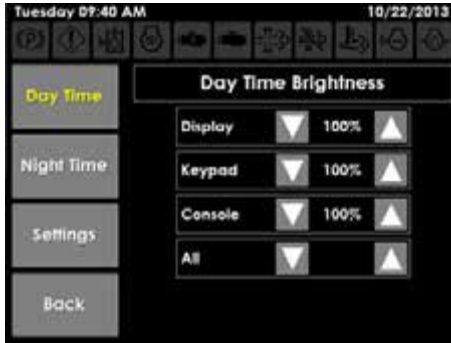 Tuesday 09:40 AM 10/22/2013
Day Time
Day Time Brightness
Display 100%
Keypad 100%
Night Time
Console 100%
Settings
All
Back